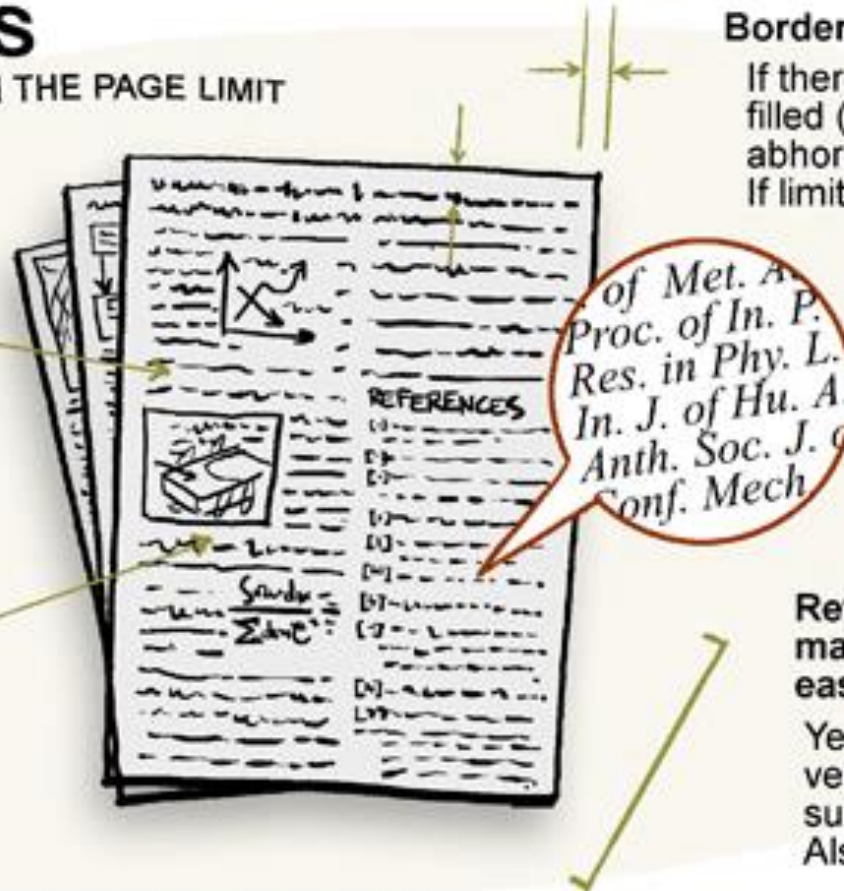 S
THE PAGE LIMIT
Border
If ther
filled (
abhor
If limit
of Met. A
Proc. of In. P.
Res. in Phy. L.
In. J. of Hu. A.
Anth. Soc. J.
Conf. Mech
REFERENCES
Re
ma
eas
Ye
ve
su
Als